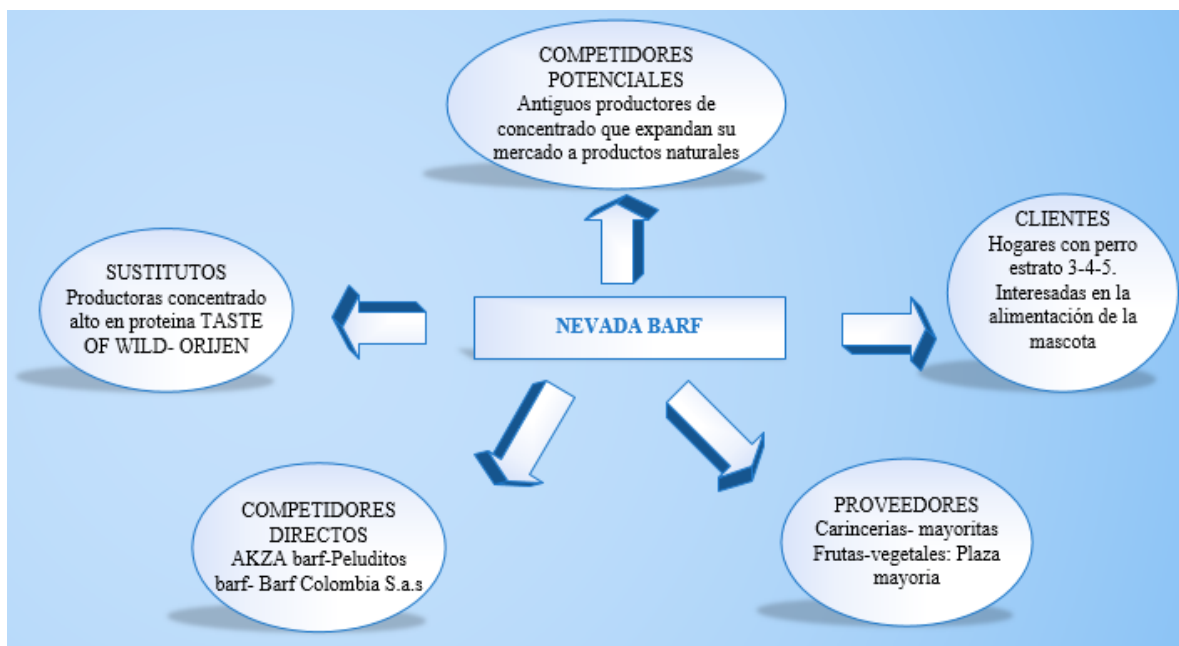 COMPETIDORES
POTENCIALES
Antiguos productores de
concentrado que expandan su
mercado a productos naturales
CLIENTES
Hogares con perro
estrato 3-4-5.
Interesadas en la
alimentación de la
mascota
SUSTITUTOS
Productoras concentrado
alto en proteina TASTE
OF WILD- ORIJEN
NEVADA BARF
COMPETIDORES
DIRECTOS
AKZA barf-Peluditos
barf- Barf Colombia S.a.s
PROVEEDORES
Carincerias- mayoritas
Frutas-vegetales: Plaza
mayoria